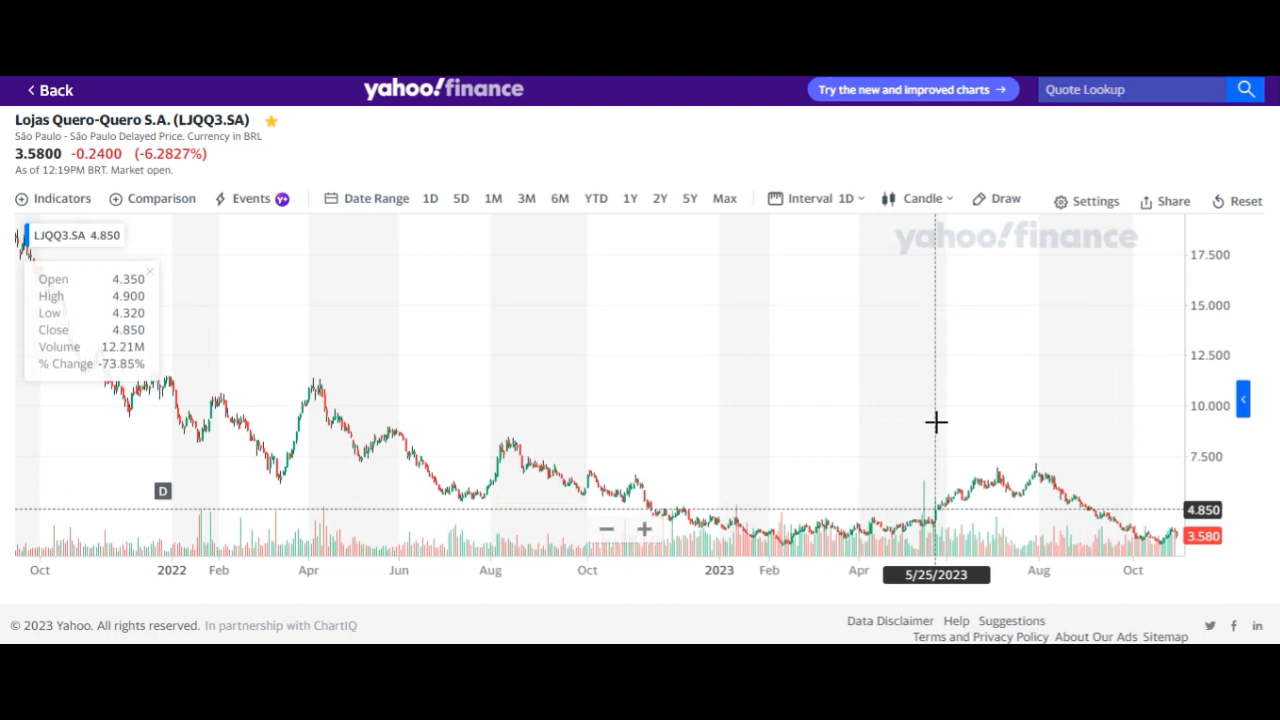 Back
yahoo!finance
Try the new and improved charts →
Quote Lookup
Lojas Quero-Quero S.A. (LJQQ3.SA)
São Paulo - São Paulo Delayed Price. Currency in BRL
3.5800 -0.2400 (-6.2827%)
As of 12:19PM BRT. Market open.
Indicators Comparison Events Y+ Date Range 1D 5D 1M 3M 6M YTD 1Y 2Y 5Y Max Interval 1D Candle Draw Settings Share Reset
LJQQ3.SA 4.850
yahoo!finance
Open 4.350
High 4.900
Low 4.320
Close 4.850
Volume 12.21M
% Change -73.85%
17.500
15.000
12.500
10.000
7.500
D
4.850
3.580
Oct 2022 Feb Apr Jun Aug Oct 2023 Feb Apr 5/25/2023 Aug Oct
© 2023 Yahoo. All rights reserved. In partnership with ChartIQ
Data Disclaimer Help Suggestions
Terms and Privacy Policy About Our Ads Sitemap